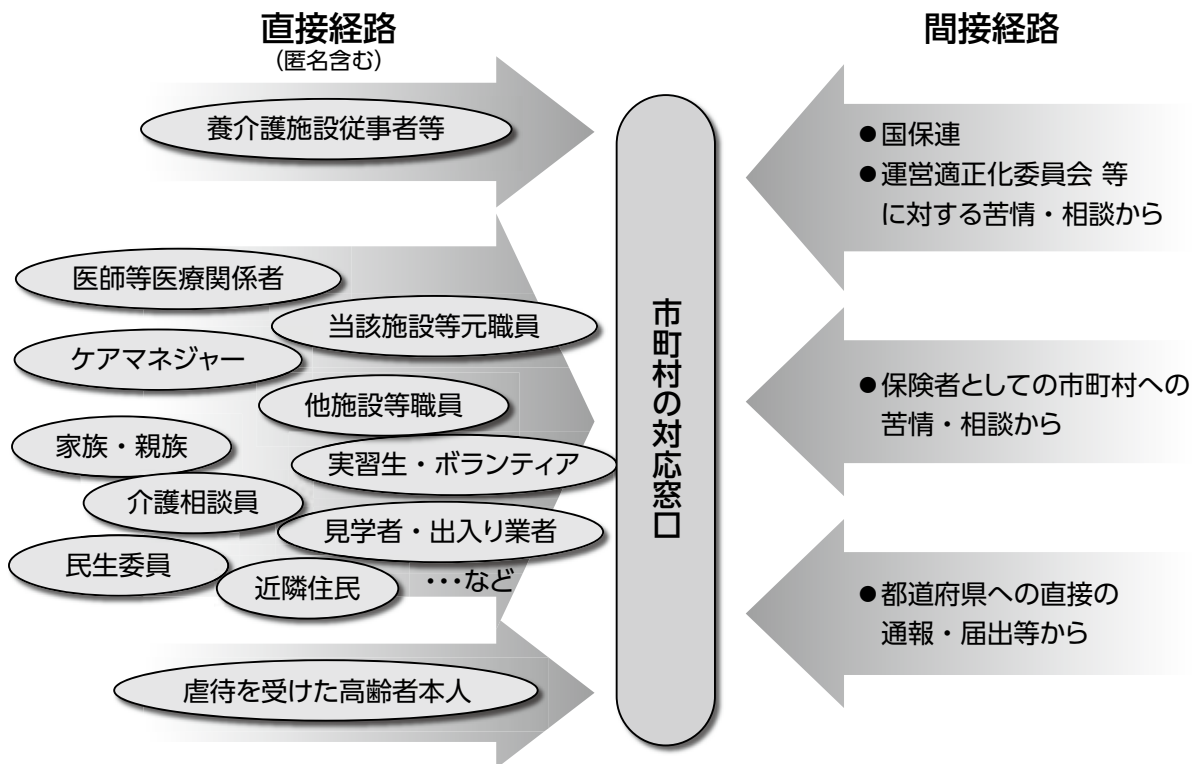 直接経路
(匿名含む)
養介護施設従事者等
医師等医療関係者
当該施設等元職員
ケアマネジャー
他施設等職員
家族・親族
実習生・ボランティア
介護相談員
見学者・出入り業者
民生委員
近隣住民
・・・など
虐待を受けた高齢者本人
市町村の対応窓口
間接経路
●国保連
●運営適正化委員会 等
に対する苦情・相談から
●保険者としての市町村への
苦情・相談から
●都道府県への直接の
通報・届出等から